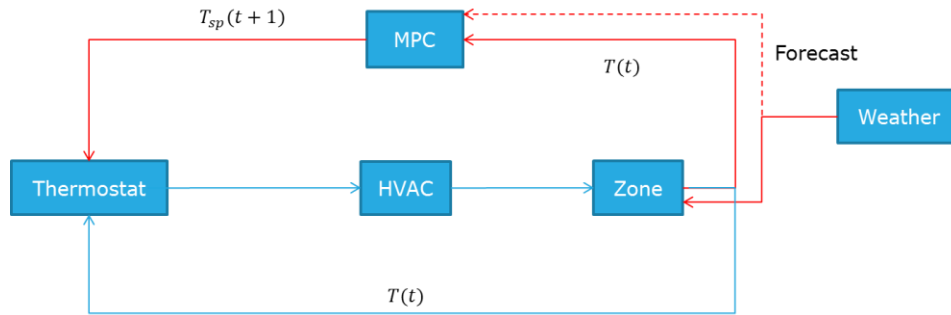 T_sp(t + 1)
MPC
T(t)
Forecast
Weather
Thermostat
HVAC
Zone
T(t)